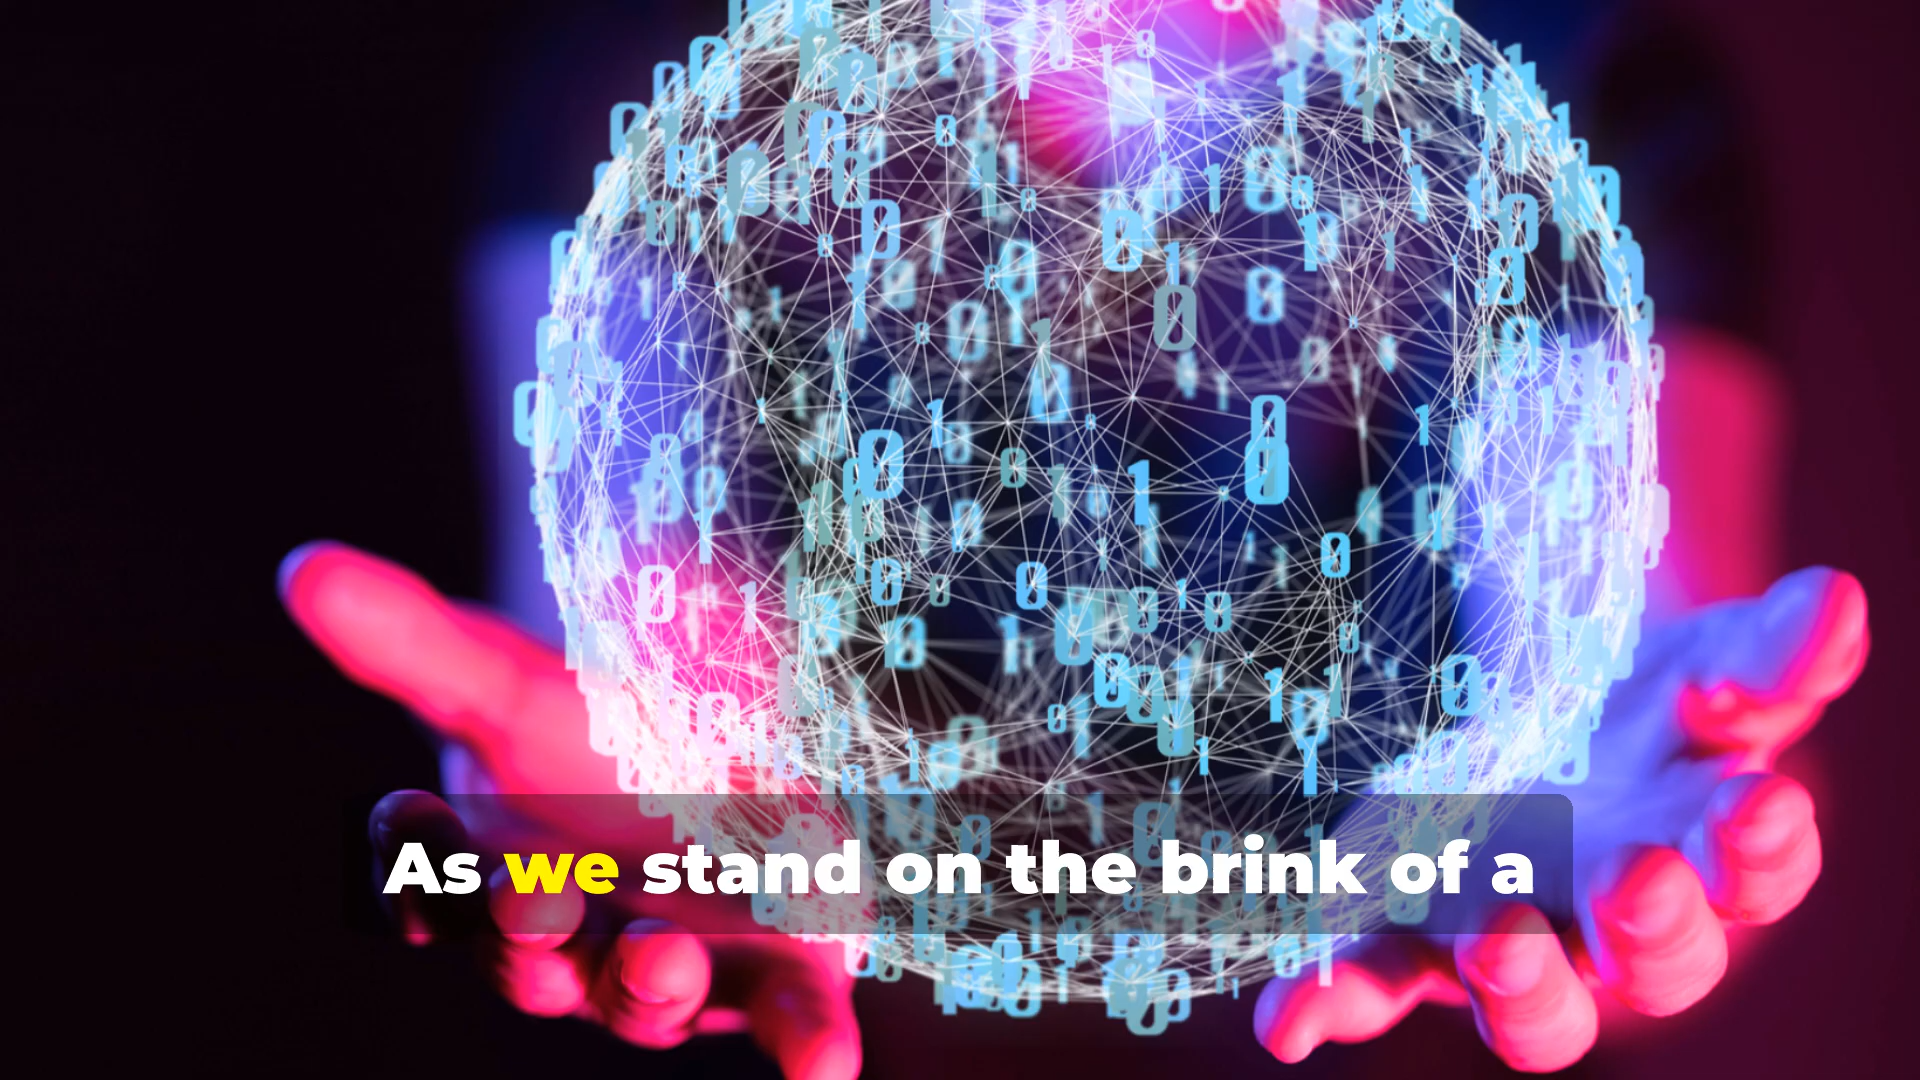 As we stand on the brink of a